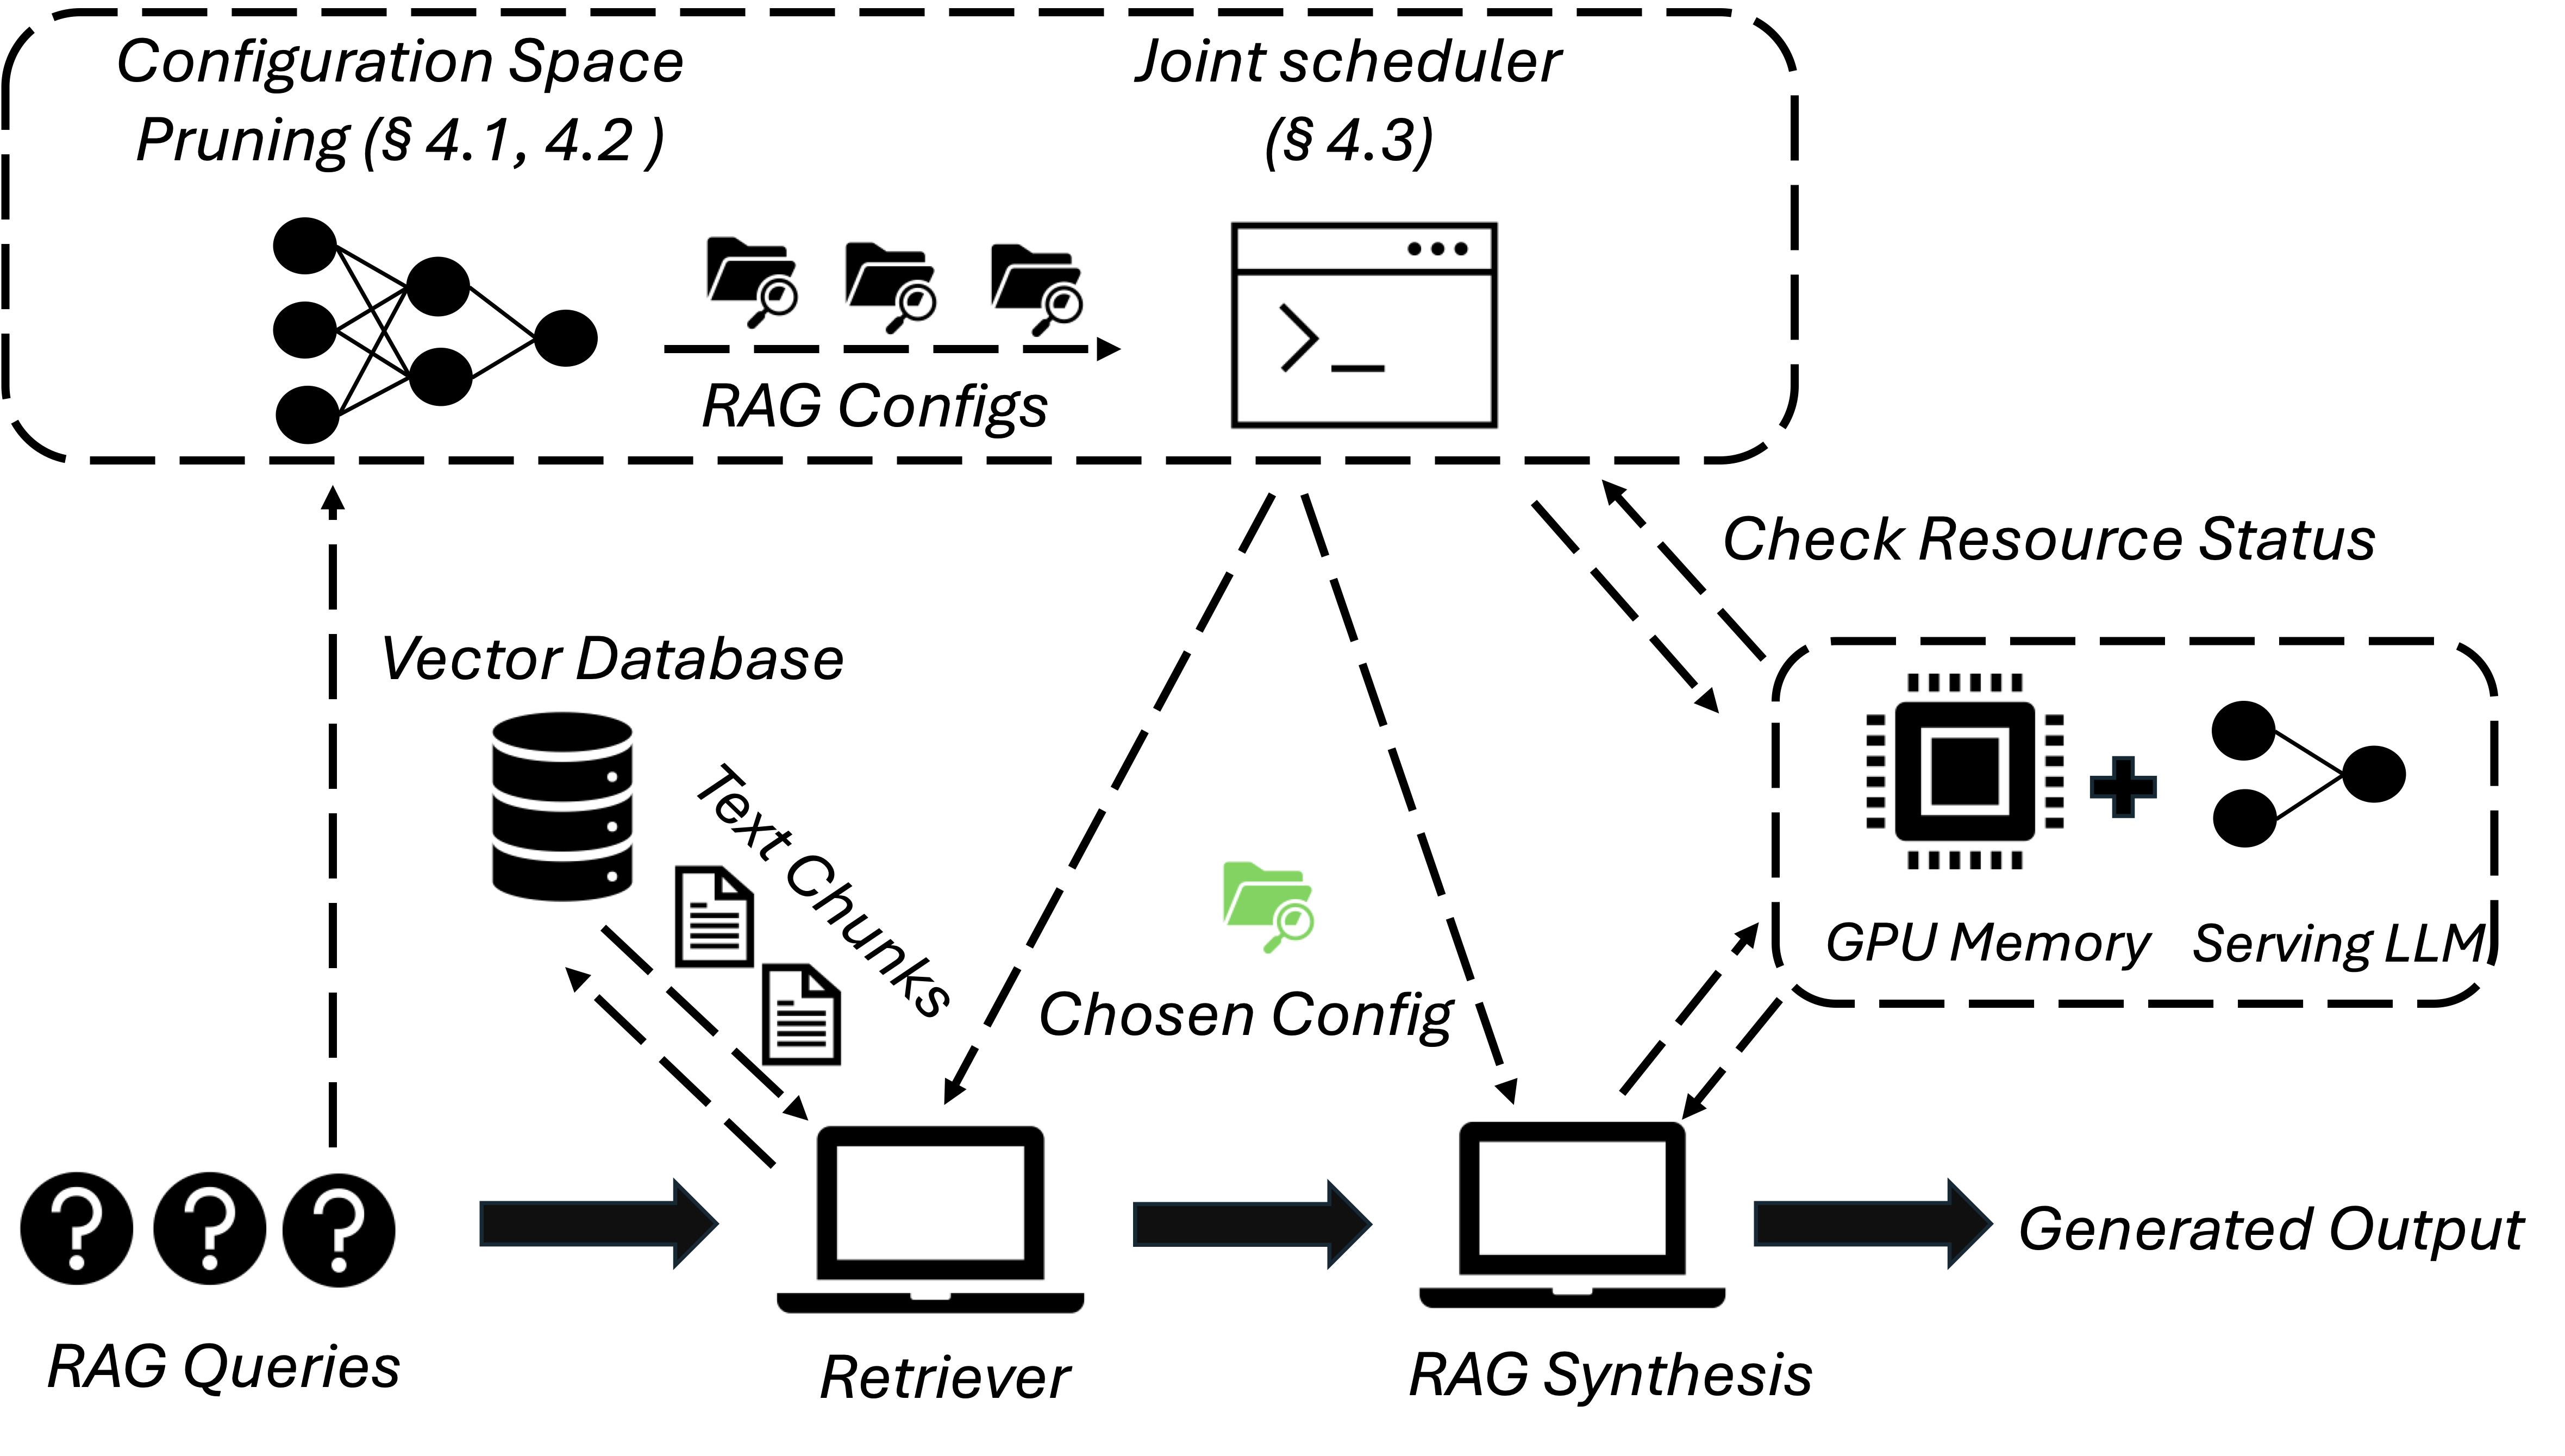 Configuration Space
Pruning (§ 4.1, 4.2 )
Joint scheduler
(§ 4.3)
RAG Configs
Check Resource Status
Vector Database
Text Chunks
GPU Memory
Serving LLM
Chosen Config
Generated Output
RAG Queries
Retriever
RAG Synthesis